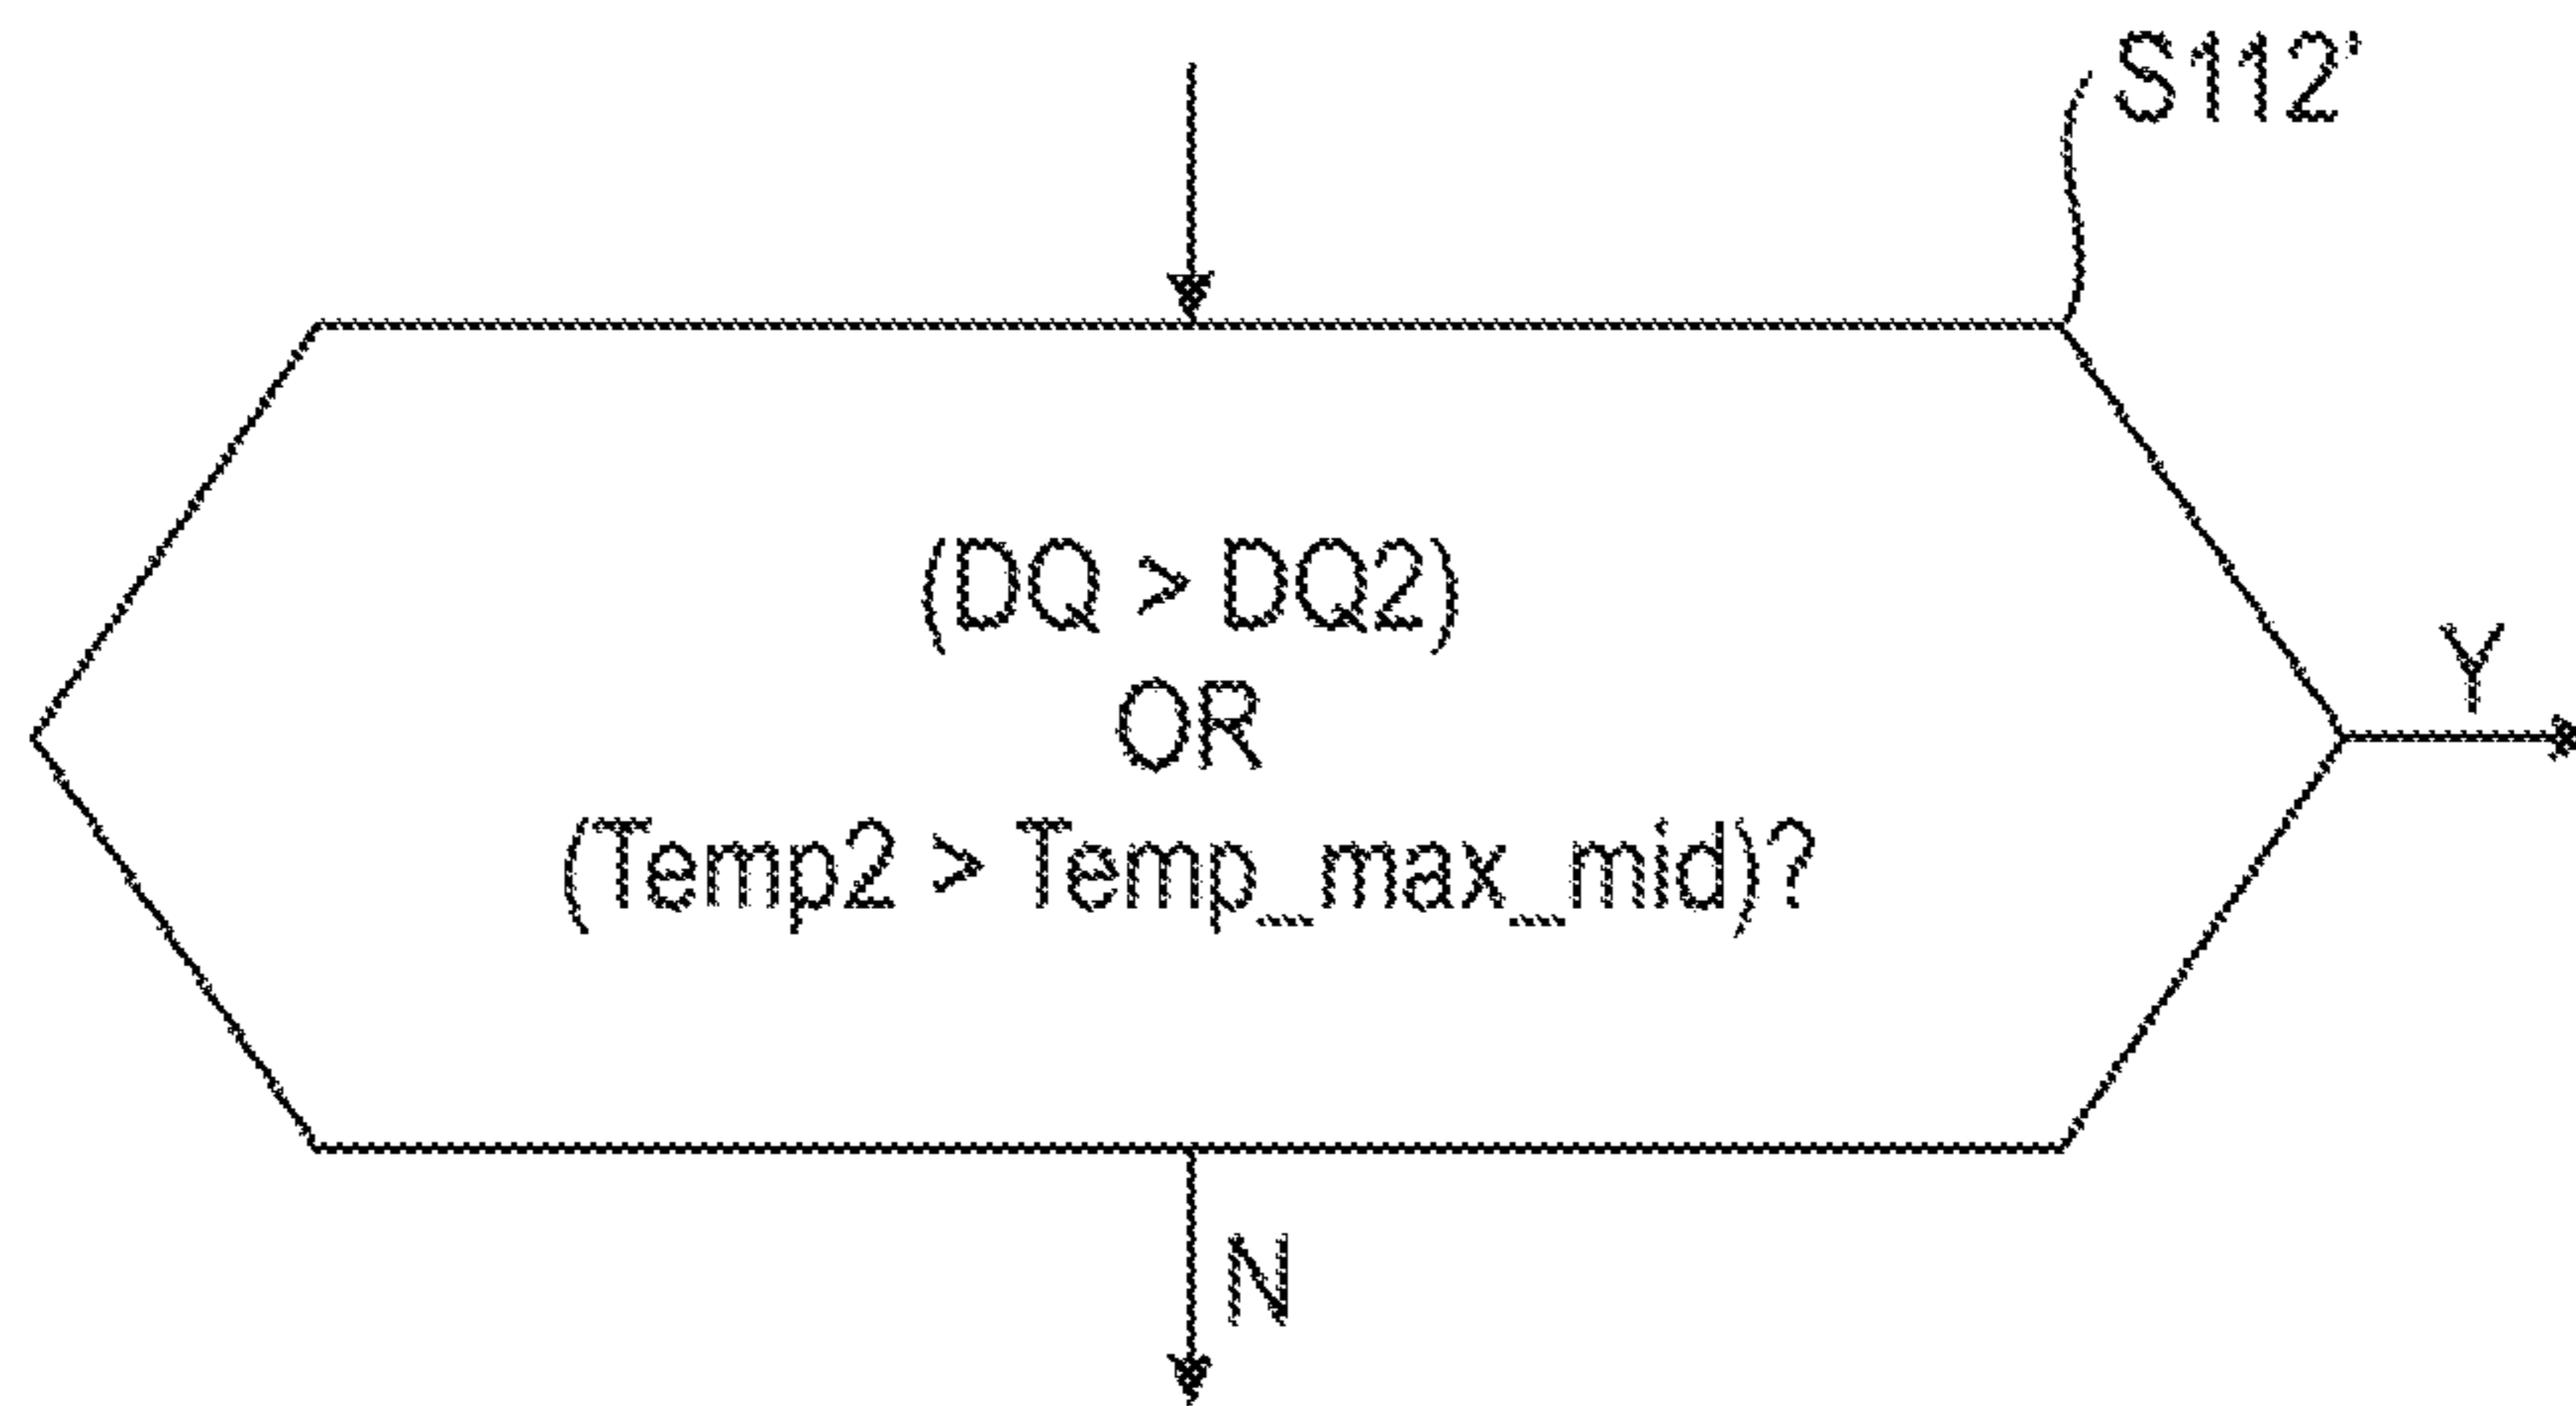 S112'
(DQ > DQ2)
OR
(Temp2 > Temp_max_mid)?
Y
N